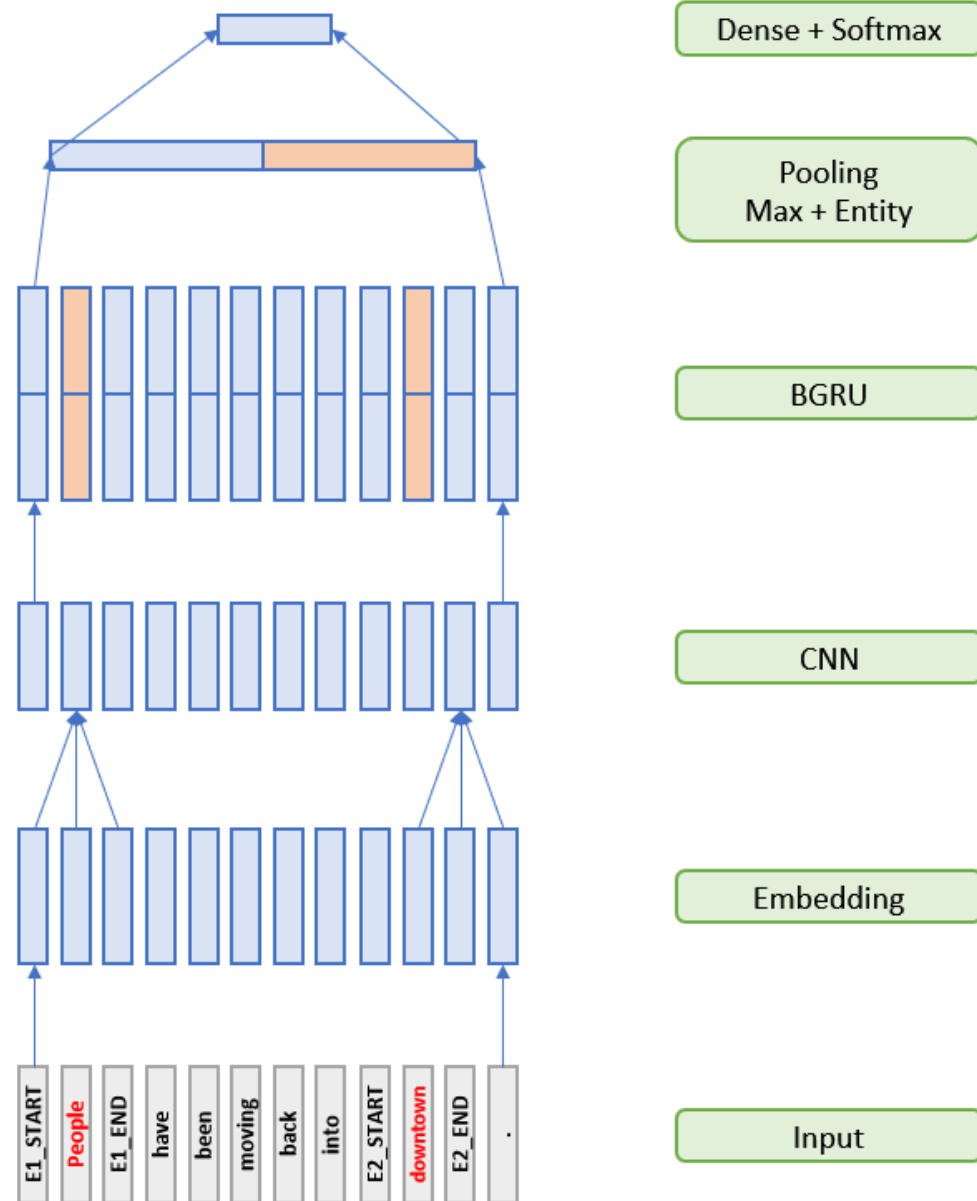 Dense + Softmax
Pooling
Max + Entity
BGRU
CNN
Embedding
E1_START
People
E1_END
have
been
moving
back
into
E2_START
downtown
E2_END
.
Input